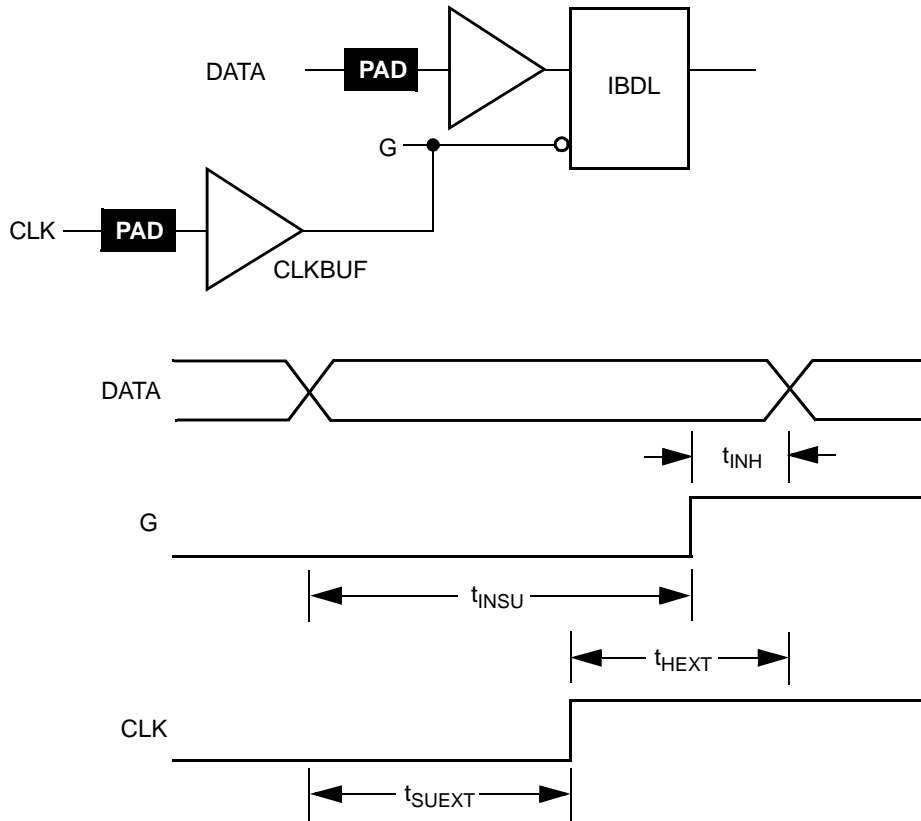 DATA
PAD
IBDL
G
CLK
PAD
CLKBUF
DATA
tINH
G
tINSU
tHEXT
CLK
tSUEXT